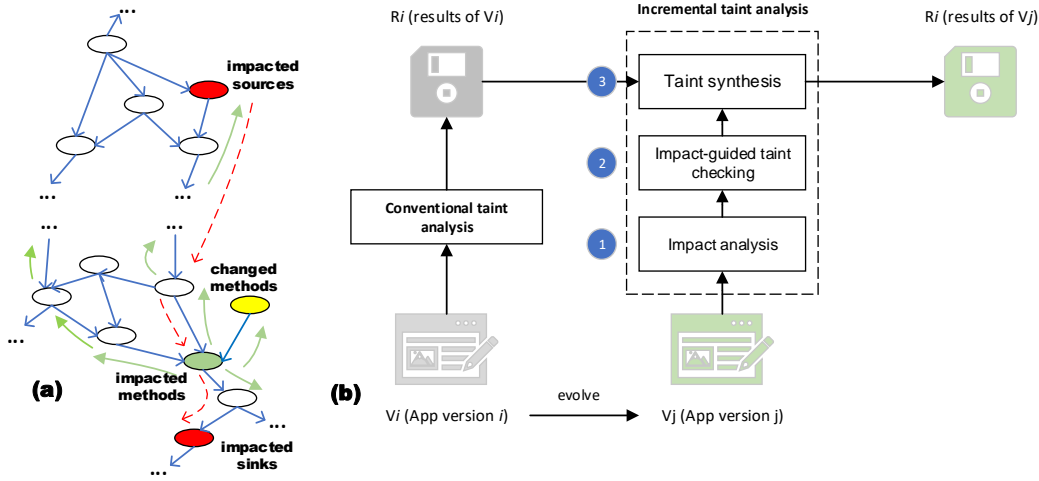 ...
impacted
sources
...
...
...
...
changed
methods
...
impacted
methods
(a)
...
...
impacted
sinks
...
Ri (results of Vi)
Incremental taint analysis
Ri (results of Vj)
3
Taint synthesis
2
Impact-guided taint
checking
Conventional taint
analysis
1
Impact analysis
(b)
Vi (App version i)
evolve
Vj (App version j)